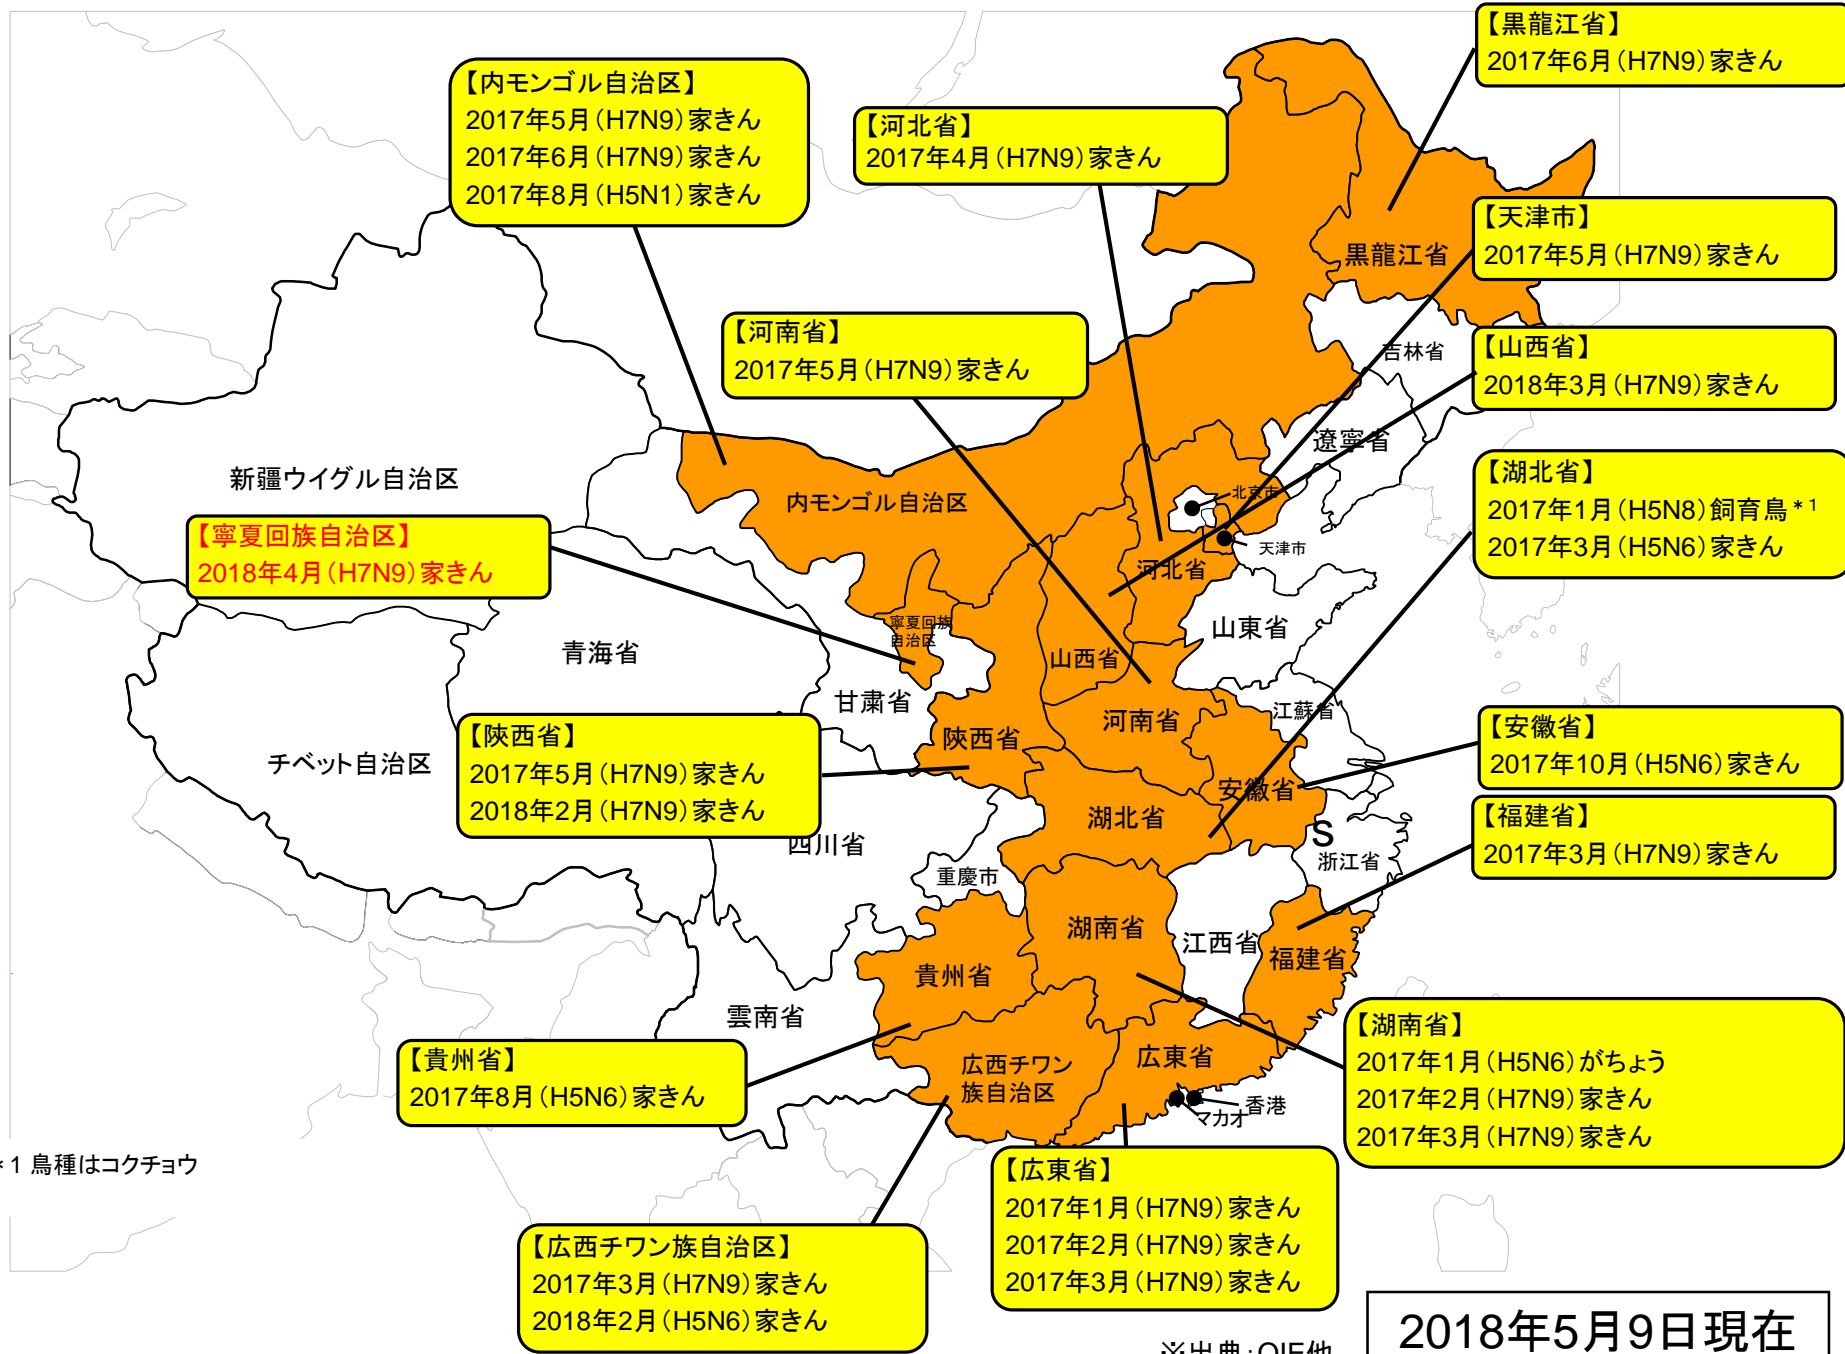 【黒龍江省】
2017年6月(H7N9)家きん
【内モンゴル自治区】
2017年5月(H7N9)家きん
2017年6月(H7N9)家きん
2017年8月(H5N1)家きん
【河北省】
2017年4月(H7N9)家きん
【天津市】
2017年5月(H7N9)家きん
黒龍江省
【河南省】
2017年5月(H7N9)家きん
吉林省
【山西省】
2018年3月(H7N9)家きん
遼寧省
新疆ウイグル自治区
内モンゴル自治区
北京市
【湖北省】
2017年1月(H5N8)飼育鳥*1
2017年3月(H5N6)家きん
【寧夏回族自治区】
2018年4月(H7N9)家きん
天津市
河北省
寧夏回族
自治区
山東省
青海省
山西省
甘粛省
江蘇省
河南省
陝西省
チベット自治区
【陝西省】
2017年5月(H7N9)家きん
2018年2月(H7N9)家きん
【安徽省】
2017年10月(H5N6)家きん
安徽省
湖北省
S
四川省
浙江省
【福建省】
2017年3月(H7N9)家きん
重慶市
湖南省
江西省
福建省
貴州省
雲南省
【湖南省】
2017年1月(H5N6)がちょう
2017年2月(H7N9)家きん
2017年3月(H7N9)家きん
【貴州省】
2017年8月(H5N6)家きん
広西チワン
族自治区
広東省
香港
マカオ
*1 鳥種はコクチョウ
【広東省】
2017年1月(H7N9)家きん
2017年2月(H7N9)家きん
2017年3月(H7N9)家きん
【広西チワン族自治区】
2017年3月(H7N9)家きん
2018年2月(H5N6)家きん
2018年5月9日現在
※出典:OIE他